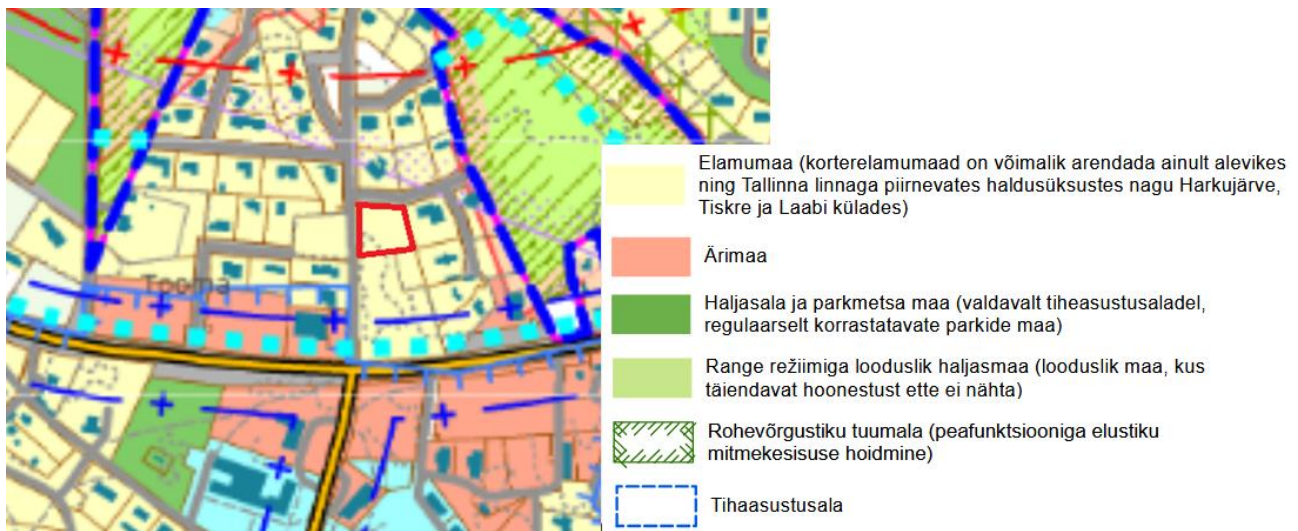 Elamumaa (korterelamumaad on võimalik arendada ainult alevikes
ning Tallinna linnaga piirnevates haldusüksustes nagu Harkujärve,
Tiskre ja Laabi külades)
Ärimaa
Haljasala ja parkmetsa maa (valdavalt tiheasustusaladel,
regulaarselt korrastatavate parkide maa)
Range režiimiga looduslik haljasmaa (looduslik maa, kus
täiendavat hoonestust ette ei nähta)
Rohevõrgustiku tuumala (peafunktsiooniga elustiku
mitmekesisuse hoidmine)
Tihaasustusala
Tooma